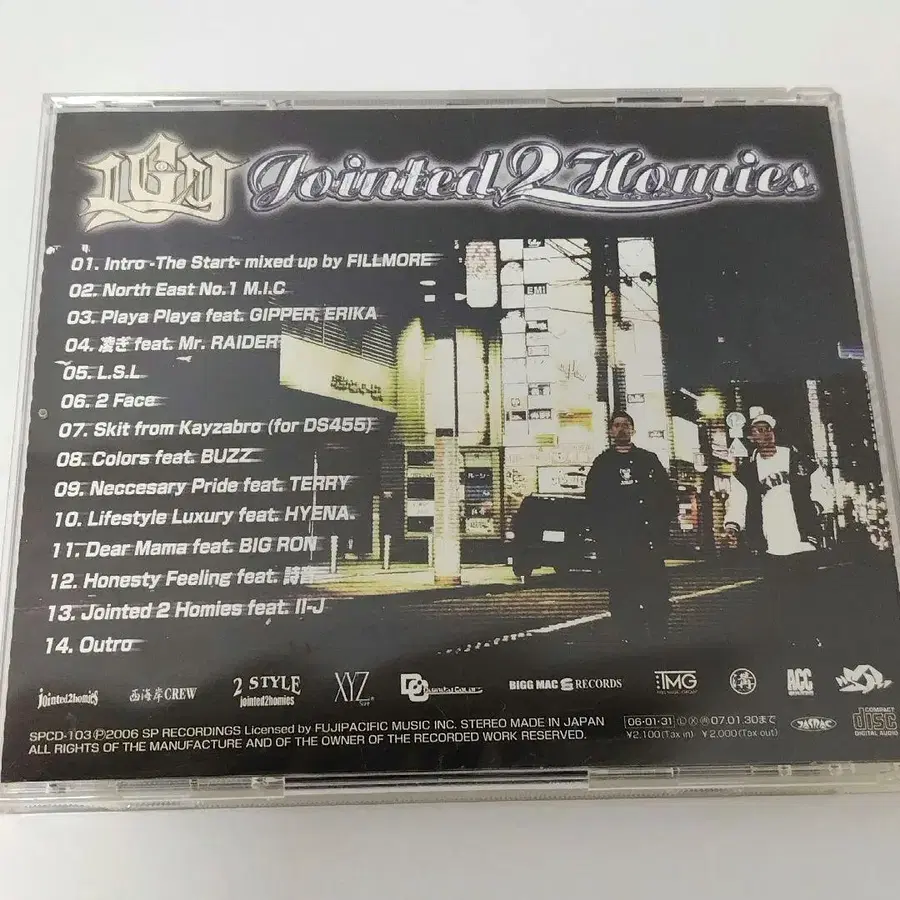 LGY Jointed 2 Homies
01. Intro -The Start- mixed up by FILLMORE
02. North East No.1 M.I.C
03. Playa Playa feat. GIPPER, ERIKA
04. 凌ぎ feat. Mr. RAIDER
05. L.S.L
06. 2 Face
07. Skit from Kayzabro (for DS455)
08. Colors feat. BUZZ
09. Neccesary Pride feat. TERRY
10. Lifestyle Luxury feat. HYENA
11. Dear Mama feat. BIG RON
12. Honesty Feeling feat. 詩音
13. Jointed 2 Homies feat. II-J
14. Outro
EMI
jointed2homies
西海岸CREW
2 STYLE
jointed2homies
XYZ
BIGG MAC RECORDS
TMG
溝
ACC
SPCD-103Ⓟ2006 SP RECORDINGS Licensed by FUJIPACIFIC MUSIC INC. STEREO MADE IN JAPAN
ALL RIGHTS OF THE MANUFACTURE AND OF THE OWNER OF THE RECORDED WORK RESERVED.
06・01・31 Ⓛ Ⓧ 07.01.30まで
¥2,100(Tax in) ¥2,000(Tax out)
JASRAC
COMPACT
disc
DIGITAL AUDIO